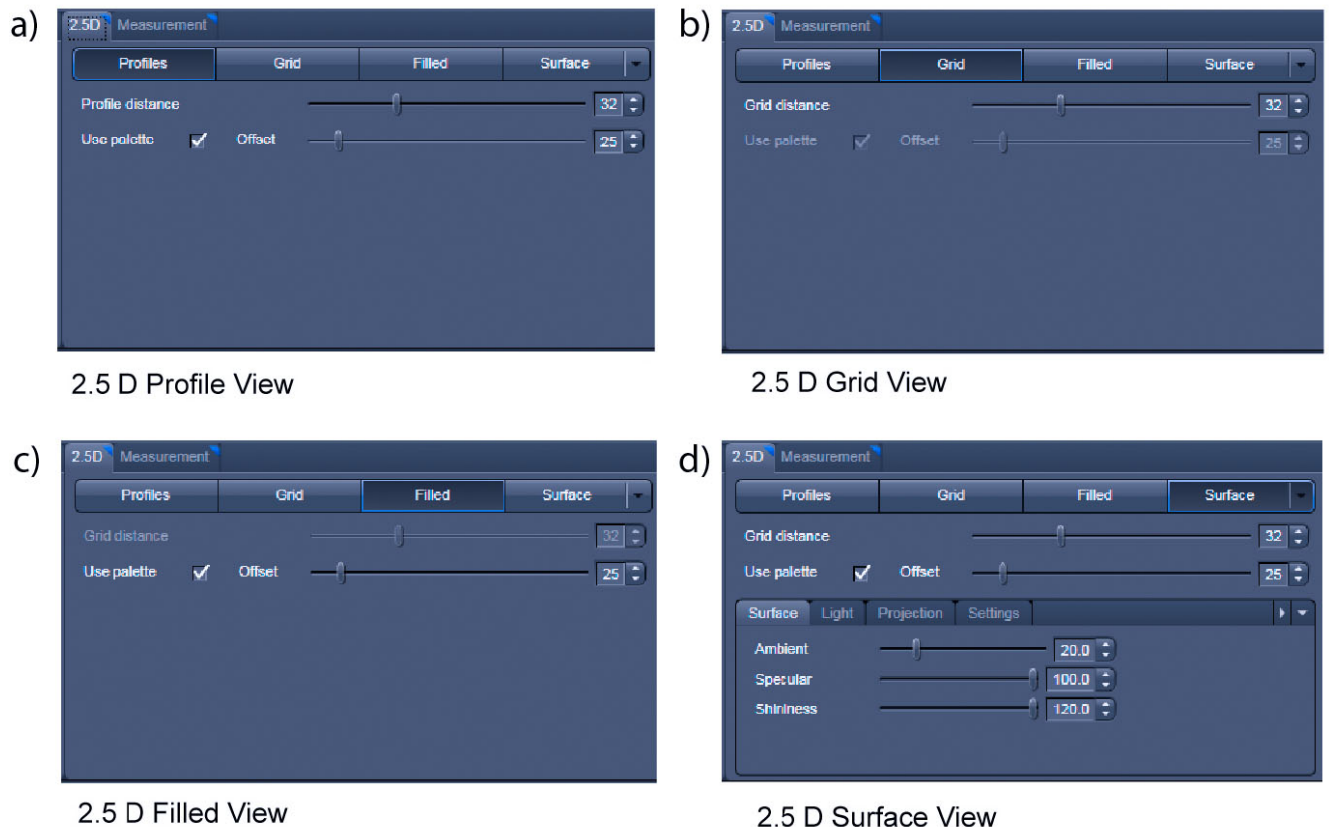 a)
2.5D Measurement
Profiles Grid Filled Surface
Profile distance 32
Use palette Offset 25
2.5 D Profile View
b)
2.5D Measurement
Profiles Grid Filled Surface
Grid distance 32
Use palette Offset 25
2.5 D Grid View
c)
2.5D Measurement
Profiles Grid Filled Surface
Grid distance 32
Use palette Offset 25
2.5 D Filled View
d)
2.5D Measurement
Profiles Grid Filled Surface
Grid distance 32
Use palette Offset 25
Surface Light Projection Settings
Ambient 20.0
Specular 100.0
Shininess 120.0
2.5 D Surface View